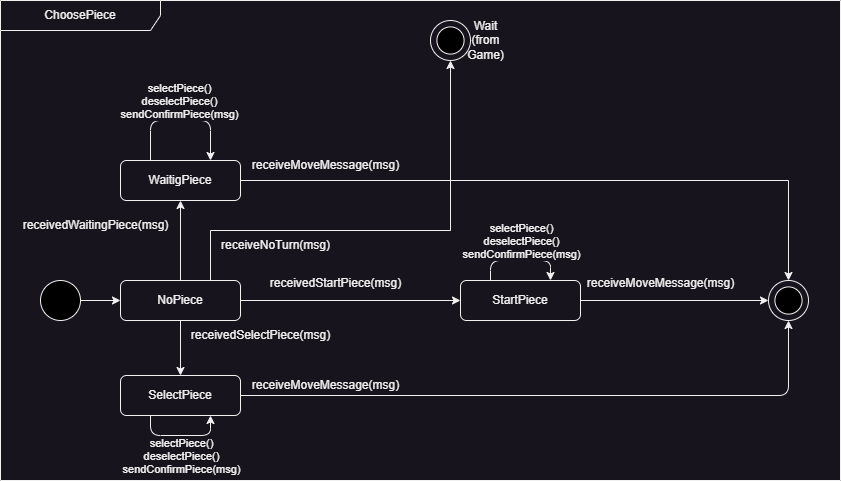 ChoosePiece
Wait
(from
Game)
selectPiece()
deselectPiece()
sendConfirmPiece(msg)
receiveMoveMessage(msg)
WaitigPiece
receivedWaitingPiece(msg)
receiveNoTurn(msg)
selectPiece()
deselectPiece()
sendConfirmPiece(msg)
receivedStartPiece(msg)
receiveMoveMessage(msg)
NoPiece
StartPiece
receivedSelectPiece(msg)
receiveMoveMessage(msg)
SelectPiece
selectPiece()
deselectPiece()
sendConfirmPiece(msg)